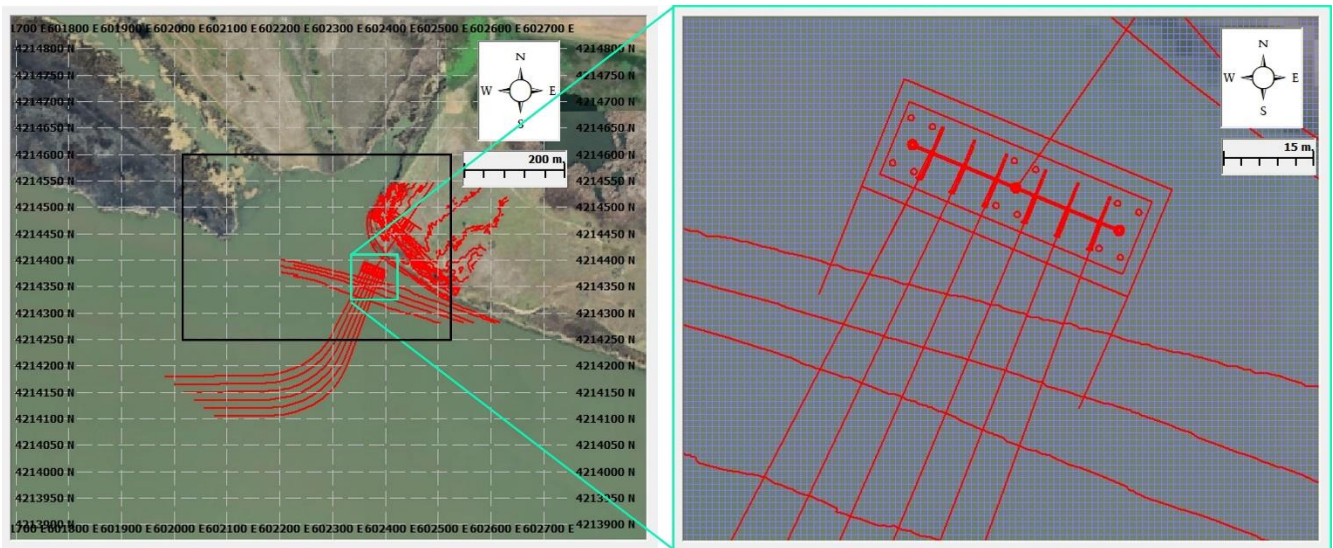 1700 E601800 E601900 E602000 E602100 E602200 E602300 E602400 E602500 E602600 E602700 E
4214800 N 4214800 N
4214750 N 4214750 N
4214700 N 4214700 N
4214650 N 4214650 N
4214600 N 4214600 N
4214550 N 4214550 N
4214500 N 4214500 N
4214450 N 4214450 N
4214400 N 4214400 N
4214350 N 4214350 N
4214300 N 4214300 N
4214250 N 4214250 N
4214200 N 4214200 N
4214150 N 4214150 N
4214100 N 4214100 N
4214050 N 4214050 N
4214000 N 4214000 N
4213950 N 4213950 N
4213900 N 4213900 N
1700 E601800 E601900 E602000 E602100 E602200 E602300 E602400 E602500 E602600 E602700 E
N
W E
S
200 m
N
W E
S
15 m